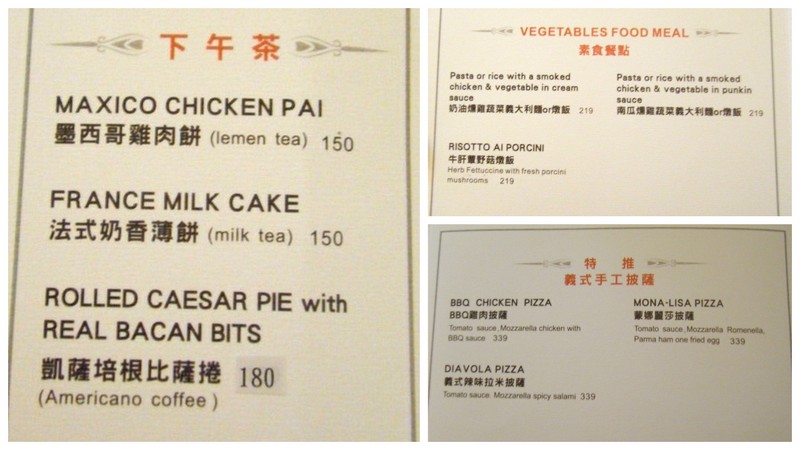 下午茶
MAXICO CHICKEN PAI
墨西哥雞肉餅 (lemen tea) 150
FRANCE MILK CAKE
法式奶香薄餅 (milk tea) 150
ROLLED CAESAR PIE with
REAL BACAN BITS
凱薩培根比薩捲 180
(Americano coffee )
VEGETABLES FOOD MEAL
素食餐點
Pasta or rice with a smoked
chicken & vegetable in cream
sauce
奶油燻雞蔬菜義大利麵or燉飯 219
Pasta or rice with a smoked
chicken & vegetable in punkin
sauce
南瓜燻雞蔬菜義大利麵or燉飯 219
RISOTTO AI PORCINI
牛肝蕈野菇燉飯
Herb Fettuccine with fresh porcini
mushrooms 219
特 推
義式手工披薩
BBQ CHICKEN PIZZA
BBQ雞肉披薩
Tomato sauce,Mozzarella chicken with
BBQ sauce 339
MONA-LISA PIZZA
蒙娜麗莎披薩
Tomato sauce,Mozzarella Romenella,
Parma ham one fried egg 339
DIAVOLA PIZZA
義式辣味拉米披薩
Tomato sauce. Mozzarella spicy salami 339